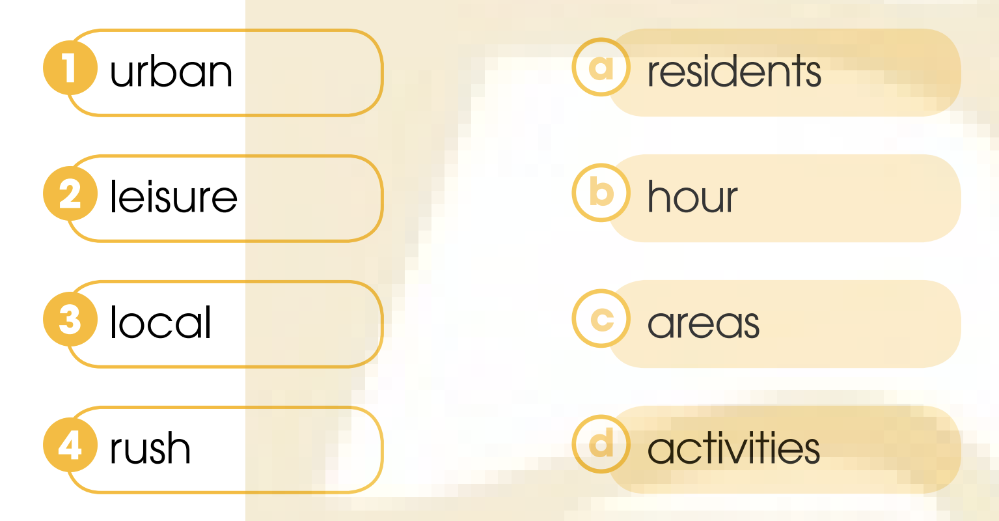 1 urban
a residents
2 leisure
b hour
3 local
c areas
4 rush
d activities